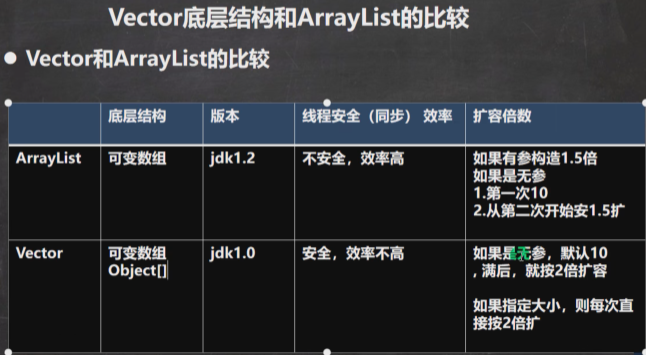 Vector底层结构和ArrayList的比较
Vector和ArrayList的比较
底层结构 版本 线程安全（同步） 效率 扩容倍数
ArrayList 可变数组 jdk1.2 不安全，效率高 如果有参构造1.5倍
如果是无参
1.第一次10
2.从第二次开始安1.5扩
Vector 可变数组 jdk1.0 安全，效率不高 如果是无参，默认10
Object[] ,满后，就按2倍扩容
如果指定大小，则每次直
接按2倍扩